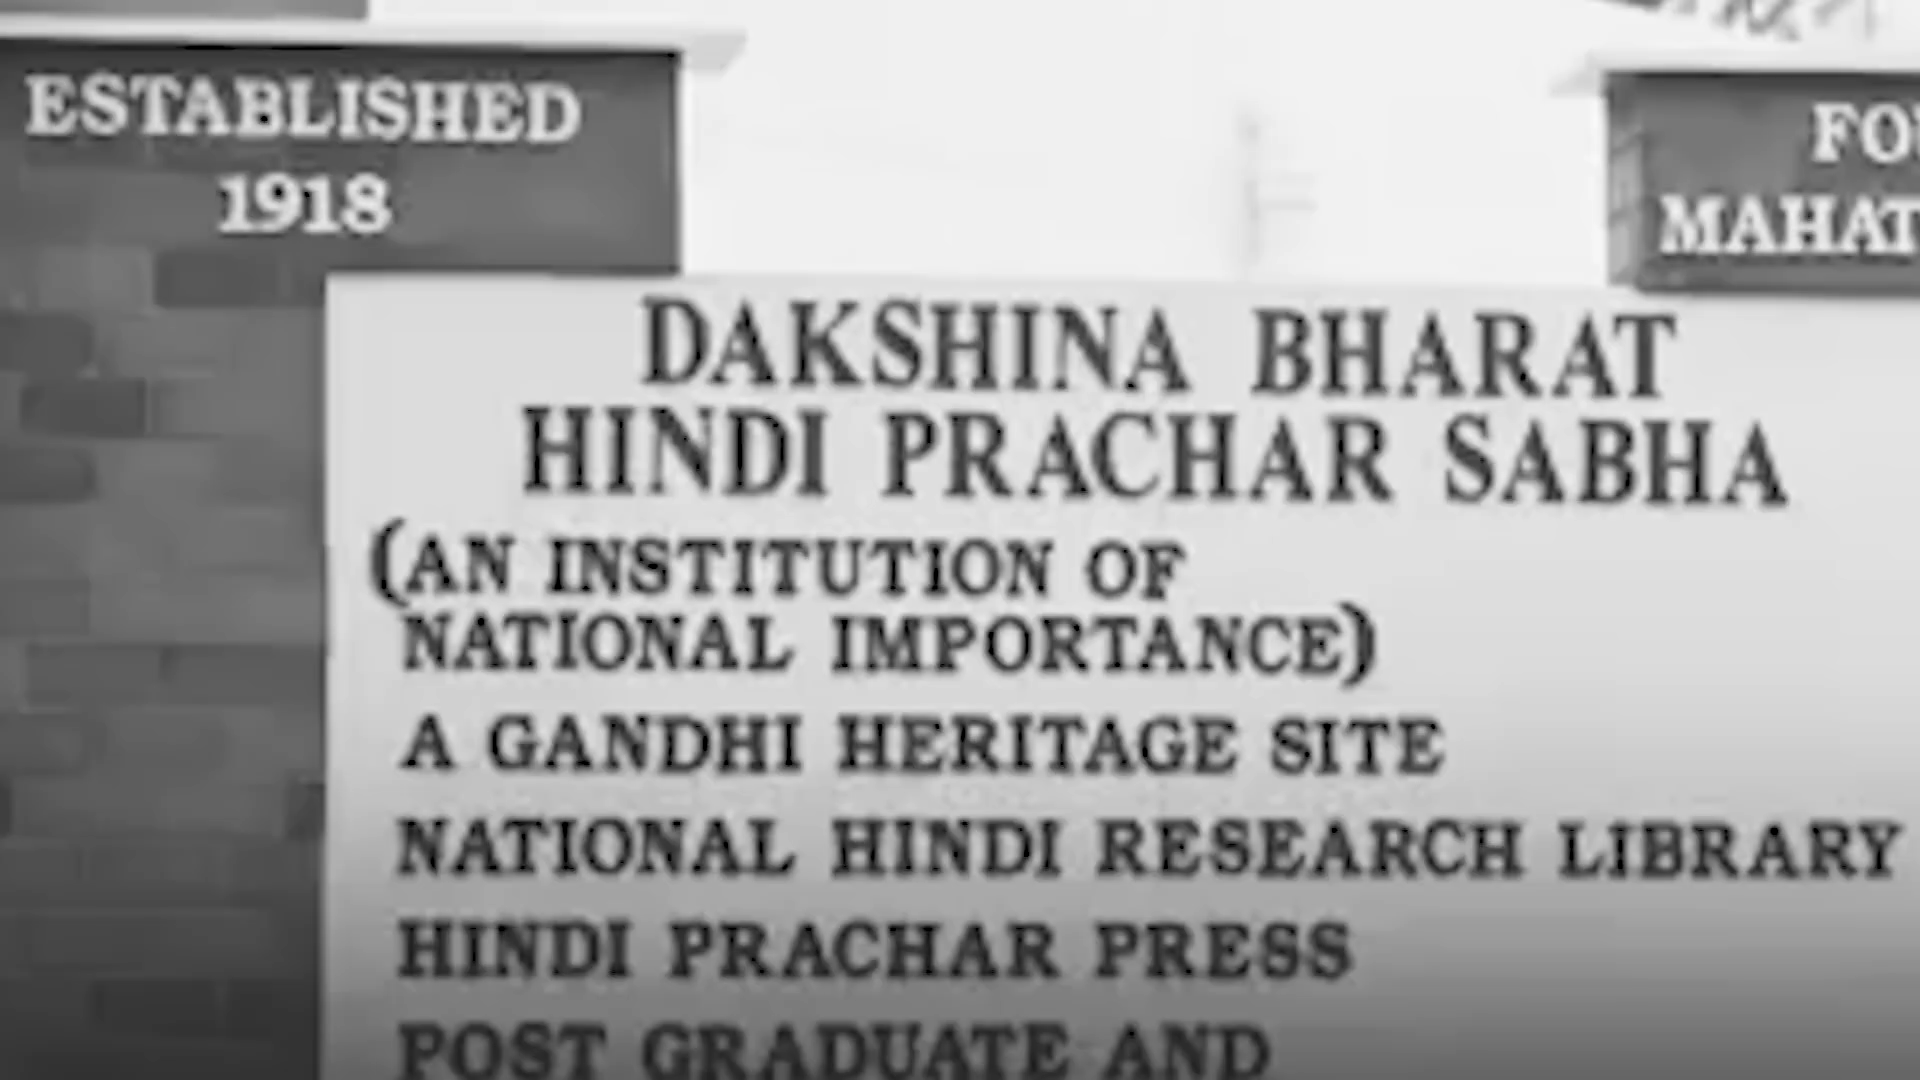 ESTABLISHED
1918
DAKSHINA BHARAT
HINDI PRACHAR SABHA
(AN INSTITUTION OF
NATIONAL IMPORTANCE)
A GANDHI HERITAGE SITE
NATIONAL HINDI RESEARCH LIBRARY
HINDI PRACHAR PRESS
POST GRADUATE AND